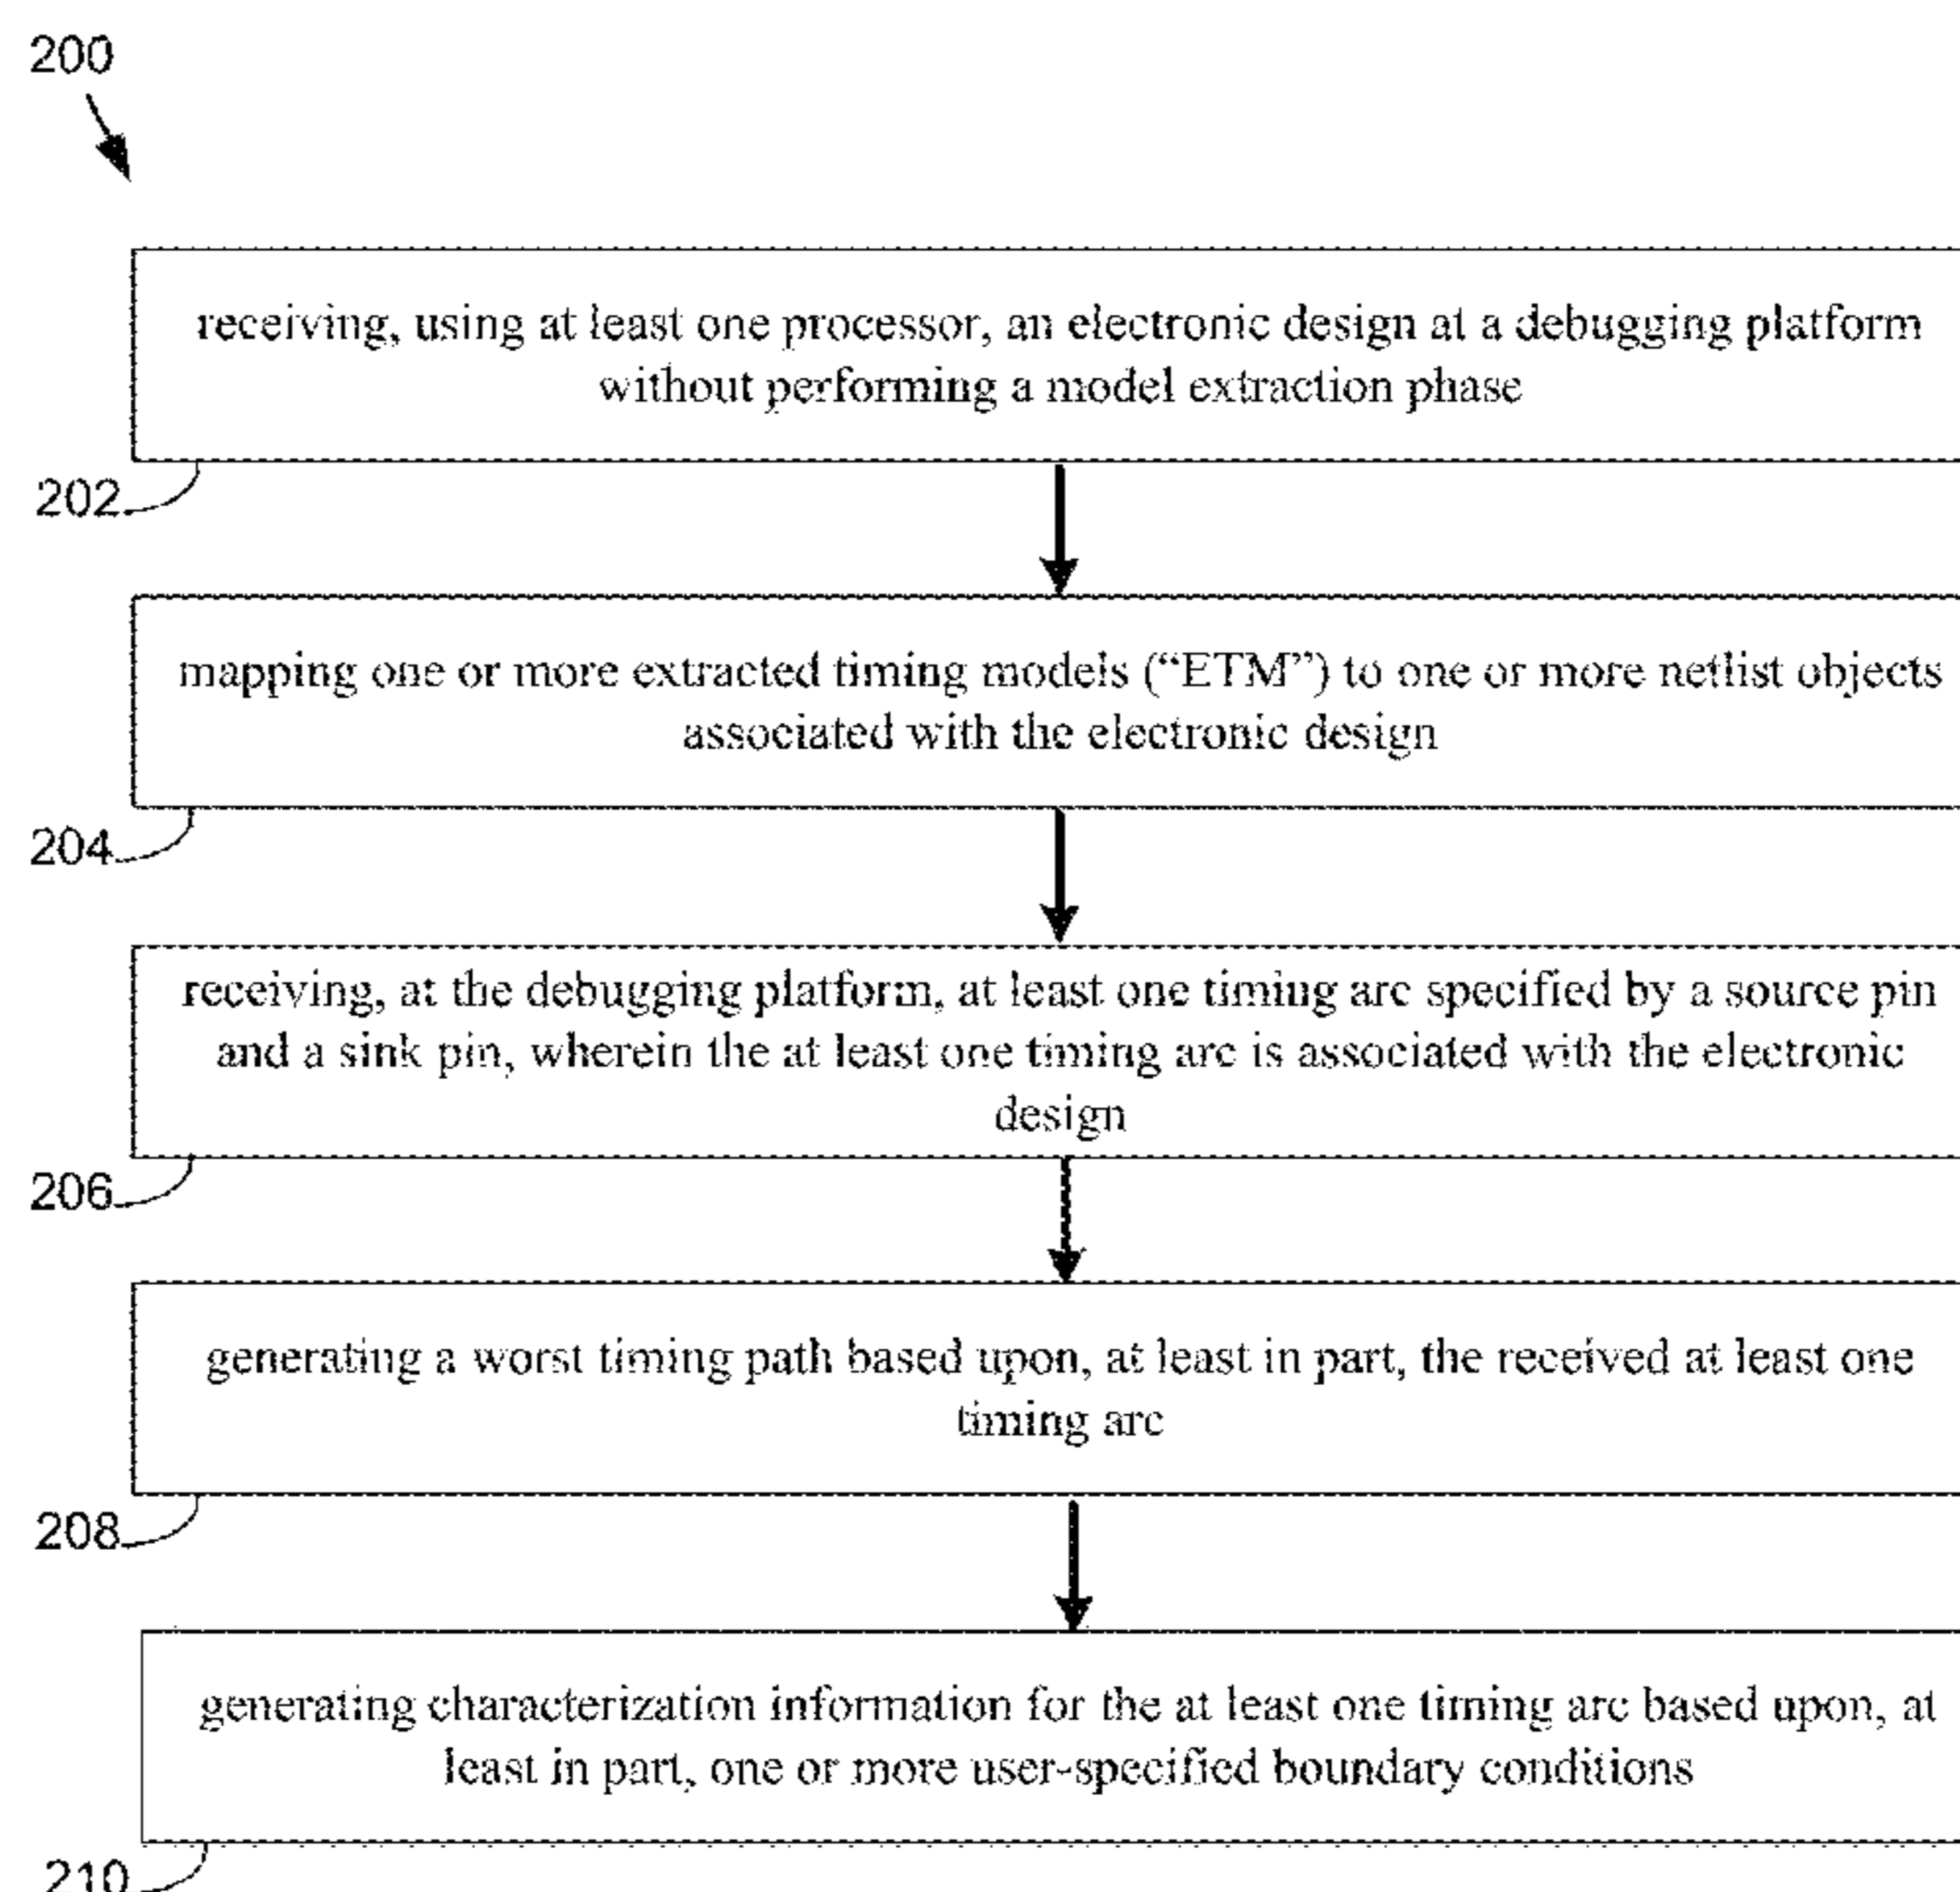 200
receiving, using at least one processor, an electronic design at a debugging platform
without performing a model extraction phase
202
mapping one or more extracted timing models (“ETM”) to one or more netlist objects
associated with the electronic design
204
receiving, at the debugging platform, at least one timing arc specified by a source pin
and a sink pin, wherein the at least one timing arc is associated with the electronic
design
206
generating a worst timing path based upon, at least in part, the received at least one
timing arc
208
generating characterization information for the at least one timing arc based upon, at
least in part, one or more user-specified boundary conditions
210